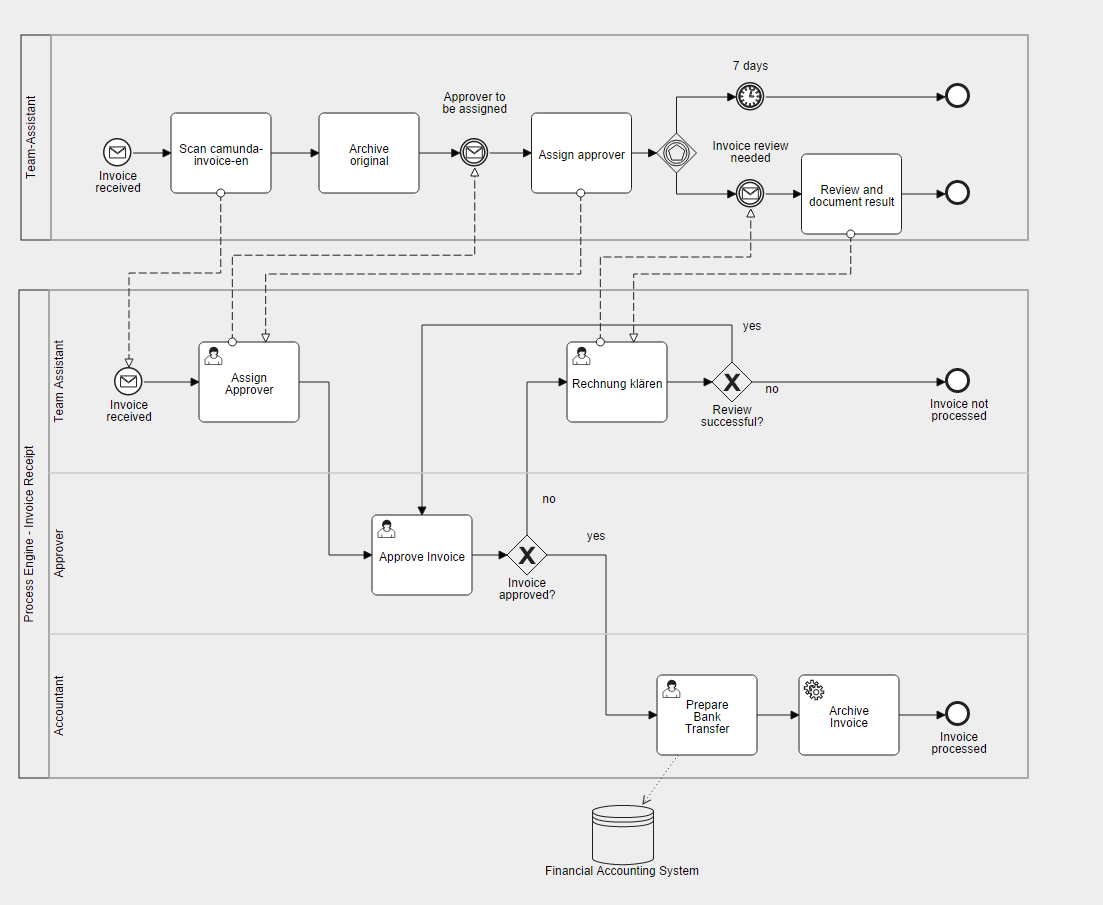 Team-Assistant
7 days
Approver to
be assigned
Invoice
received
Scan camunda-
invoice-en
Archive
original
Assign approver
Invoice review
needed
Review and
document result
Process Engine - Invoice Receipt
Team Assistant
yes
Invoice
received
Assign
Approver
Rechnung klären
Review
successful?
no
Invoice not
processed
Approver
no
yes
Approve Invoice
Invoice
approved?
Accountant
Prepare
Bank
Transfer
Archive
Invoice
Invoice
processed
Financial Accounting System